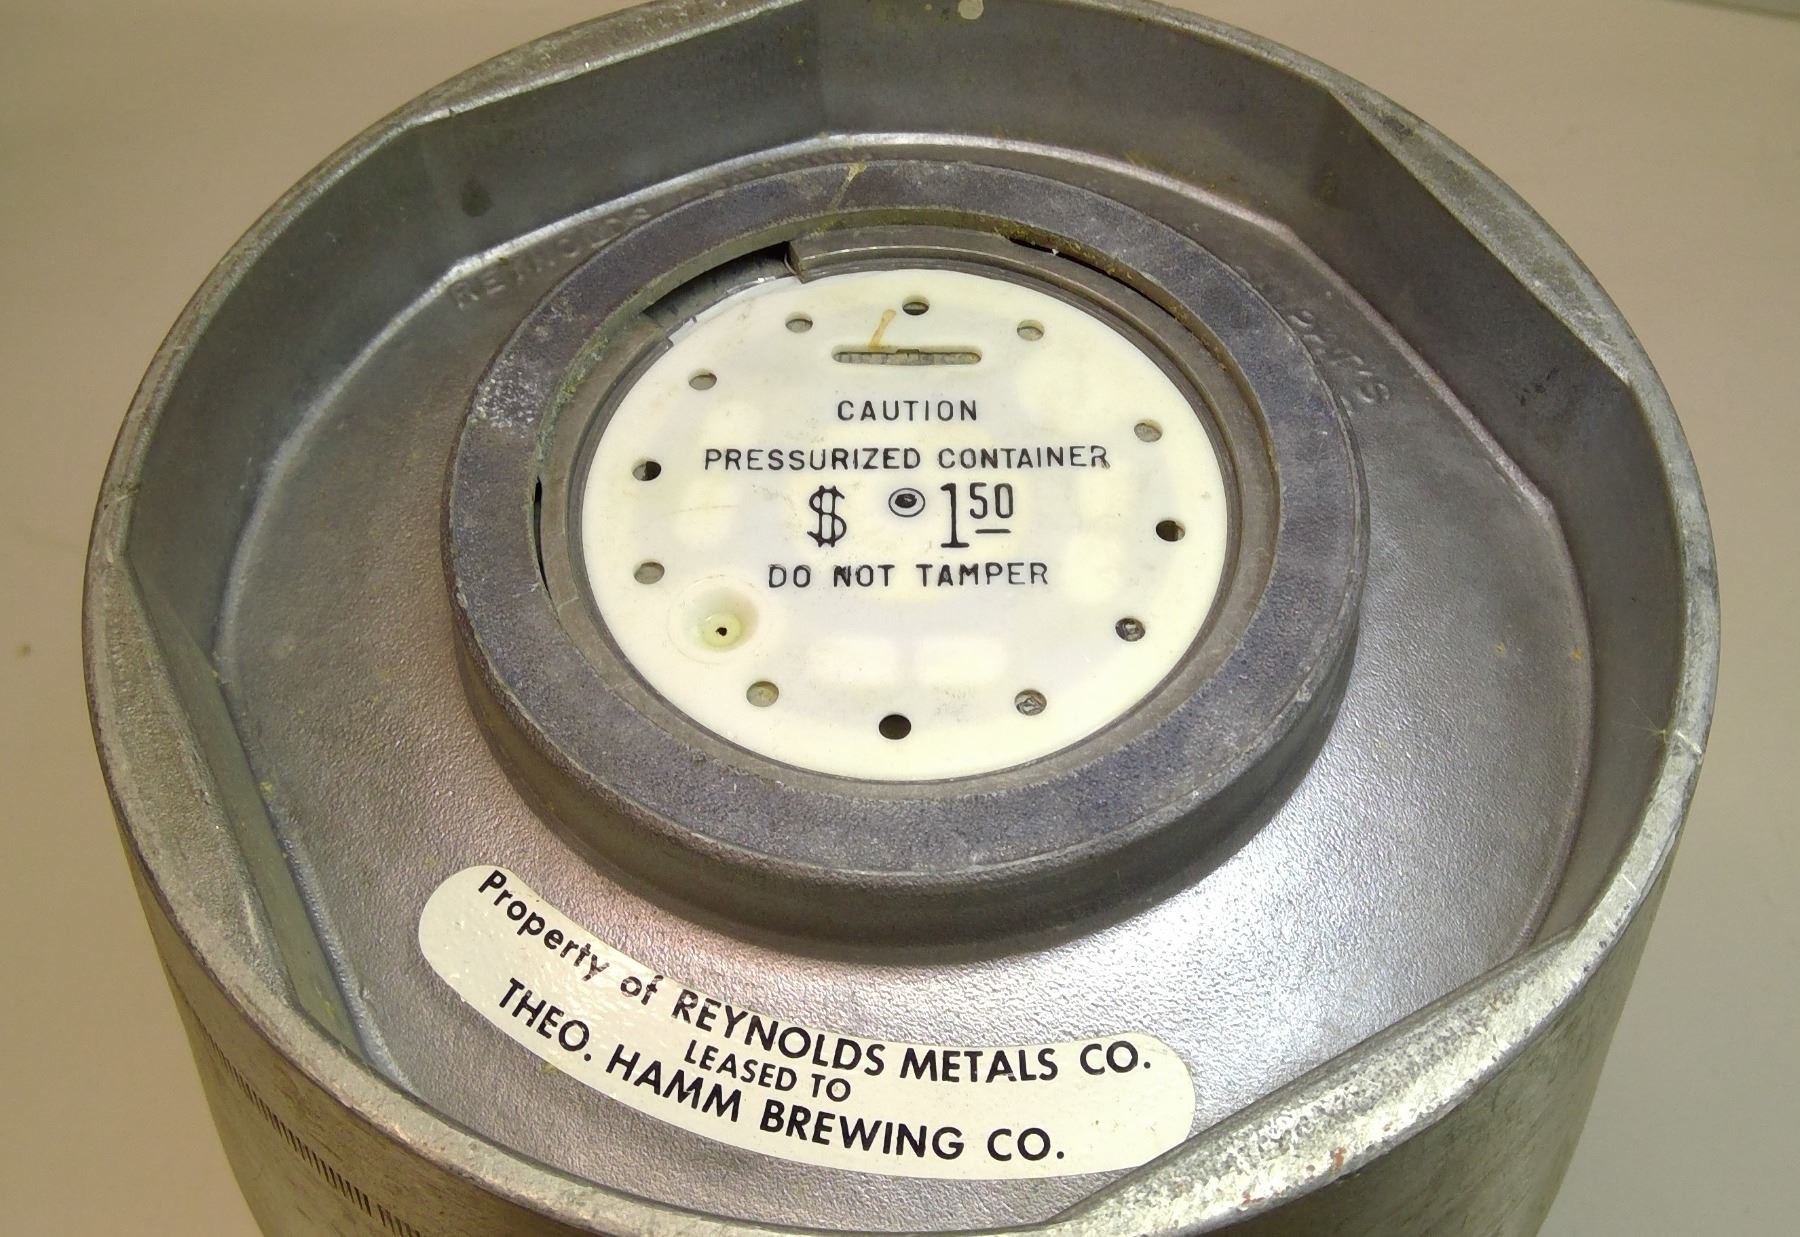 REYNOLDS
CAUTION
PRESSURIZED CONTAINER
$ 1.50
DO NOT TAMPER
Property of REYNOLDS METALS CO.
LEASED TO
THEO. HAMM BREWING CO.